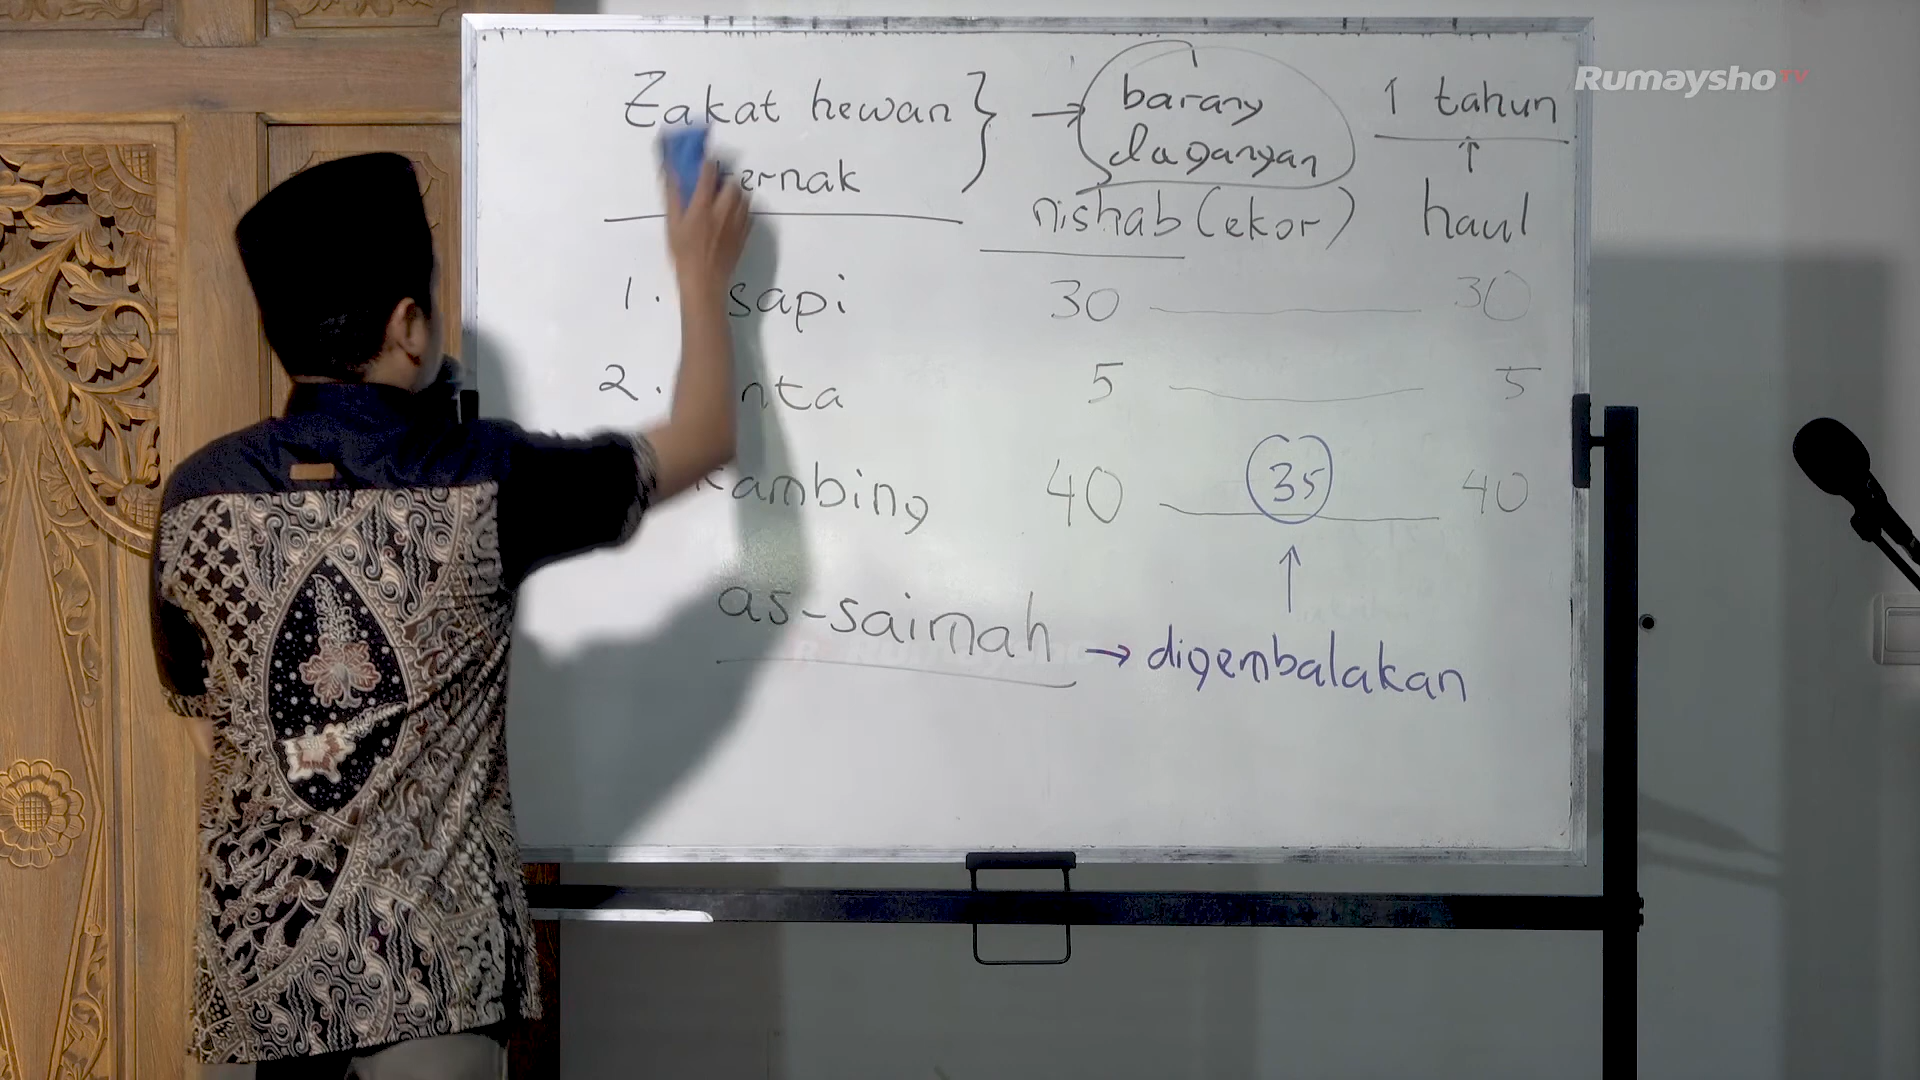 RumayshoTV
Zakat hewan } → barang dagangan
ternak
1 tahun
↑
nishab (ekor) haul
1. sapi 30 30
2. nta 5 5
kambing 40 (35) 40
↑
as-saimah → digembalakan
Rumaysho